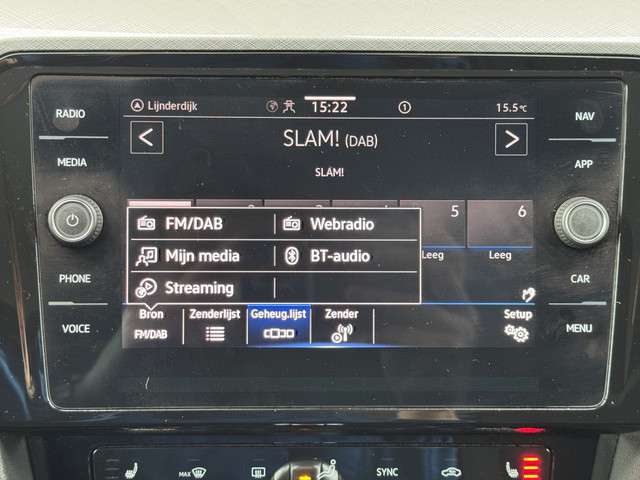 RADIO
MEDIA
PHONE
VOICE
NAV
APP
CAR
MENU
Lijnderdijk 15:22 1 15.5°C
< SLAM! (DAB) >
SLAM!
5 6
Leeg Leeg
FM/DAB Webradio
Mijn media BT-audio
Streaming
Bron Zenderlijst Geheug.lijst Zender Setup
FM/DAB
MAX SYNC